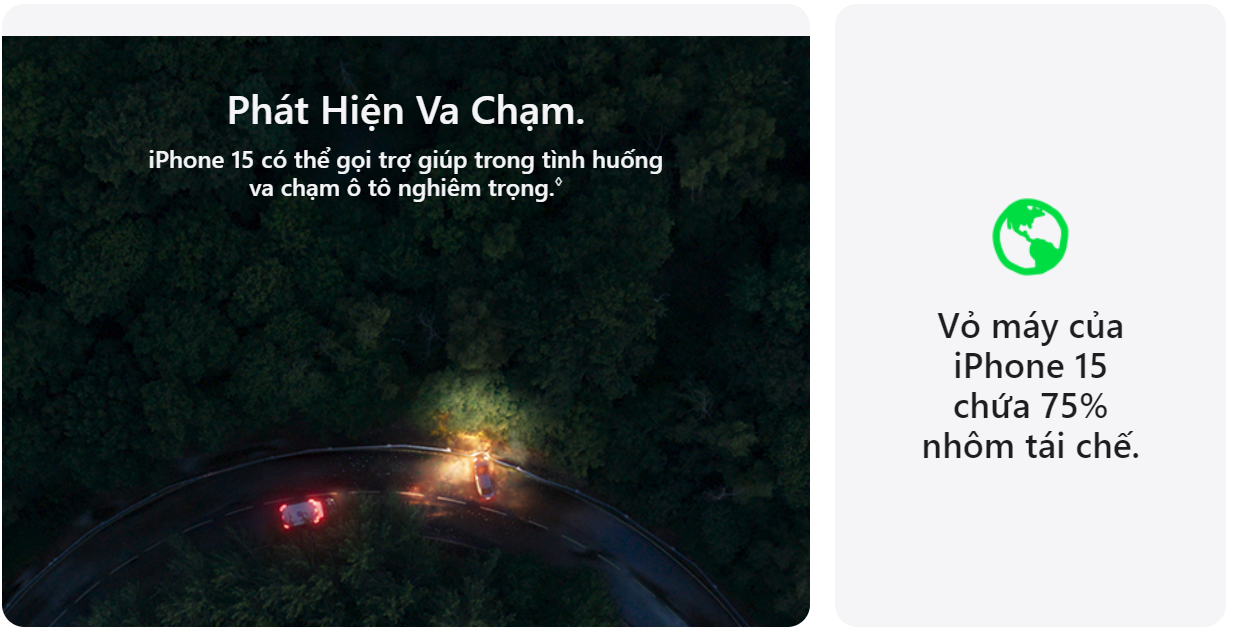 Phát Hiện Va Chạm.
iPhone 15 có thể gọi trợ giúp trong tình huống
va chạm ô tô nghiêm trọng.◊
Vỏ máy của
iPhone 15
chứa 75%
nhôm tái chế.